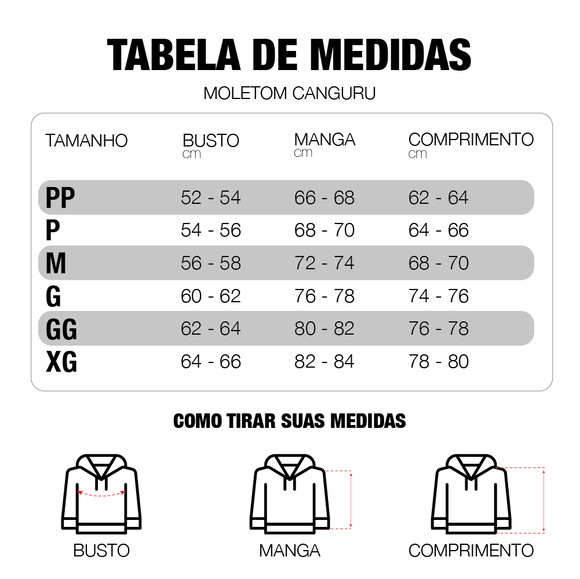 TABELA DE MEDIDAS
MOLETOM CANGURU
TAMANHO BUSTO MANGA COMPRIMENTO
cm cm cm
PP 52 - 54 66 - 68 62 - 64
P 54 - 56 68 - 70 64 - 66
M 56 - 58 72 - 74 68 - 70
G 60 - 62 76 - 78 74 - 76
GG 62 - 64 80 - 82 76 - 78
XG 64 - 66 82 - 84 78 - 80
COMO TIRAR SUAS MEDIDAS
BUSTO MANGA COMPRIMENTO